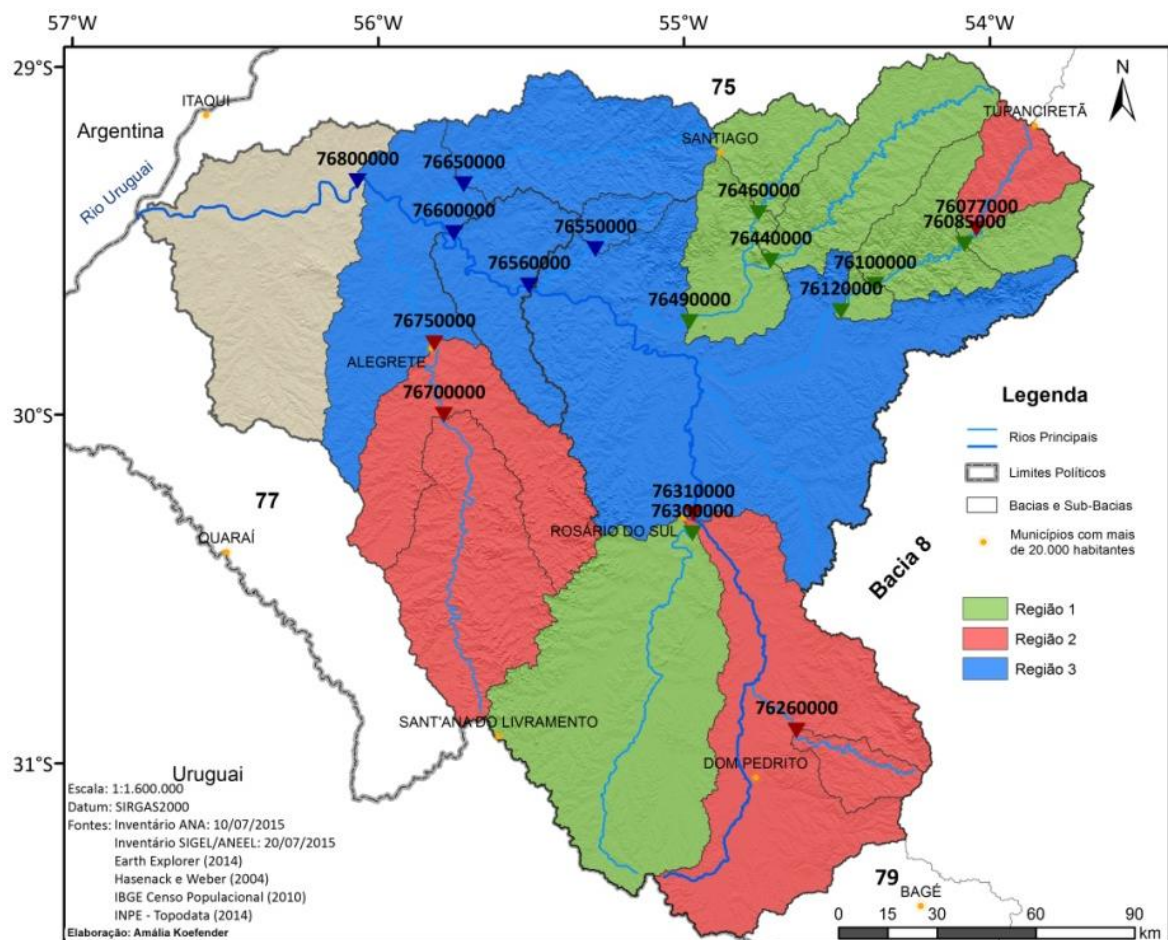 57°W
56°W
55°W
54°W
29°S
30°S
31°S
N
75
ITAQUI
Argentina
Rio Uruguai
SANTIAGO
TUPANCIRETÃ
76800000
76650000
76600000
76550000
76560000
76460000
76440000
76490000
76077000
76085000
76100000
76120000
76750000
ALEGRETE
76700000
77
QUARAÍ
76310000
76300000
ROSÁRIO DO SUL
Bacia 8
76260000
SANT'ANA DO LIVRAMENTO
DOM PEDRITO
Uruguai
79
BAGÉ
Legenda
Rios Principais
Limites Políticos
Bacias e Sub-Bacias
Municípios com mais
de 20.000 habitantes
Região 1
Região 2
Região 3
Escala: 1:1.600.000
Datum: SIRGAS2000
Fontes: Inventário ANA: 10/07/2015
Inventário SIGEL/ANEEL: 20/07/2015
Earth Explorer (2014)
Hasenack e Weber (2004)
IBGE Censo Populacional (2010)
INPE - Topodata (2014)
Elaboração: Amália Koefender
0 15 30 60 90
km